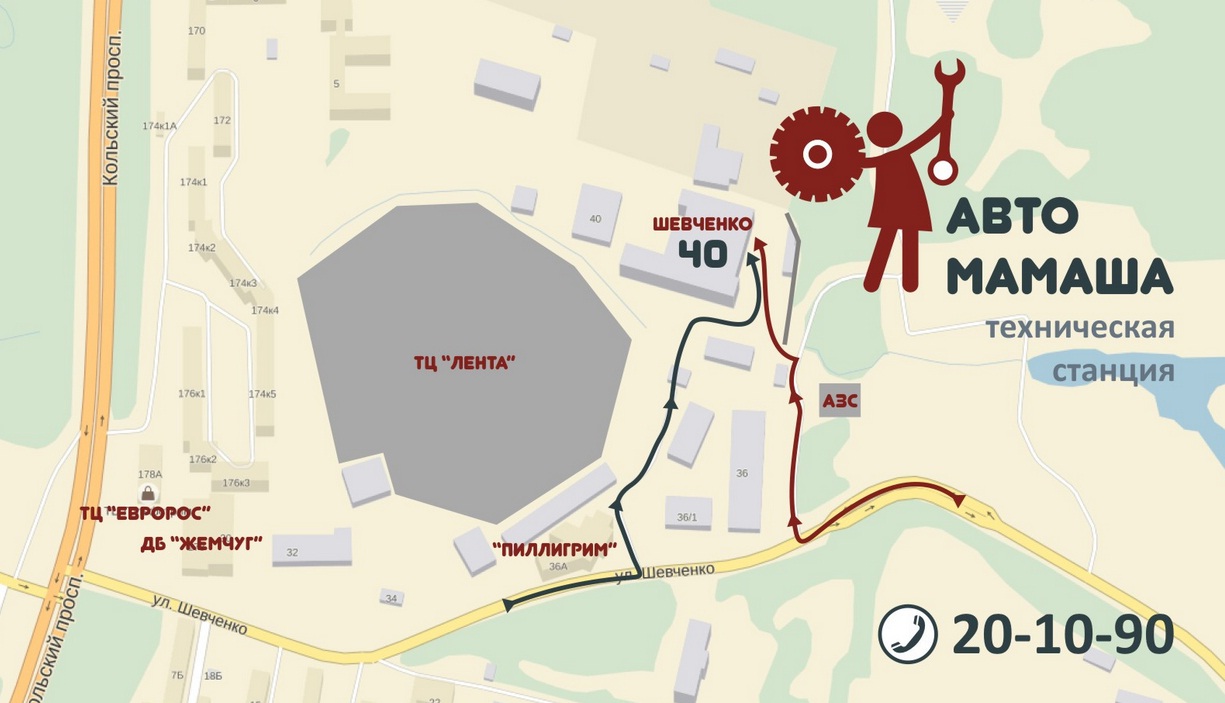 Кольский просп.
170
5
174к1А
172
174к1
174к2
174к3
174к4
176к1
174к5
176к2
176к3
178А
ТЦ "ЕВРОРОС"
ДБ "ЖЕМЧУГ"
32
34
ТЦ "ЛЕНТА"
40
ШЕВЧЕНКО
40
АВТО
МАМАША
техническая
станция
АЗС
36
36/1
"ПИЛЛИГРИМ"
36А
ул. Шевченко
ул. Шевченко
ольский просп.
7Б
18Б
22
20-10-90